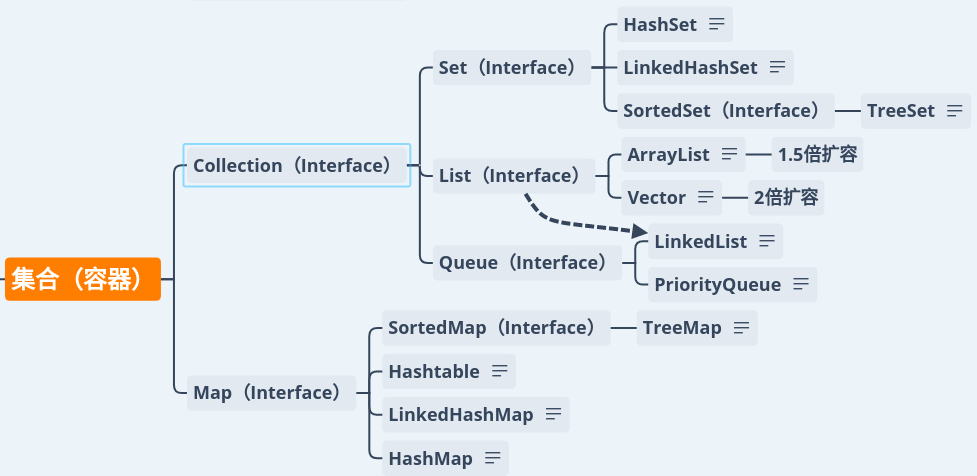 集合（容器）
Collection（Interface）
Set（Interface）
HashSet
LinkedHashSet
SortedSet（Interface）
TreeSet
List（Interface）
ArrayList
1.5倍扩容
Vector
2倍扩容
Queue（Interface）
LinkedList
PriorityQueue
Map（Interface）
SortedMap（Interface）
TreeMap
Hashtable
LinkedHashMap
HashMap